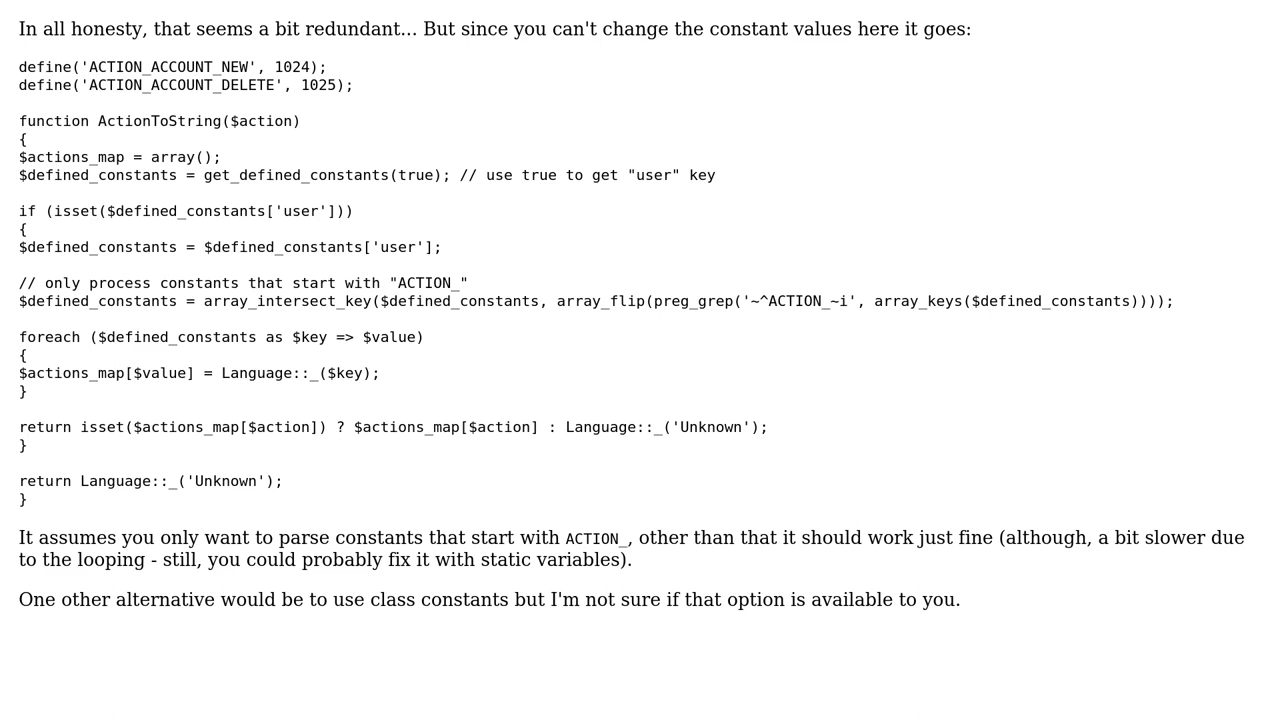 In all honesty, that seems a bit redundant... But since you can't change the constant values here it goes:
define('ACTION_ACCOUNT_NEW', 1024);
define('ACTION_ACCOUNT_DELETE', 1025);
function ActionToString($action)
{
$actions_map = array();
$defined_constants = get_defined_constants(true); // use true to get "user" key
if (isset($defined_constants['user']))
{
$defined_constants = $defined_constants['user'];
// only process constants that start with "ACTION_"
$defined_constants = array_intersect_key($defined_constants, array_flip(preg_grep('~^ACTION_~i', array_keys($defined_constants))));
foreach ($defined_constants as $key => $value)
{
$actions_map[$value] = Language::_($key);
}
return isset($actions_map[$action]) ? $actions_map[$action] : Language::_('Unknown');
}
return Language::_('Unknown');
}
It assumes you only want to parse constants that start with ACTION_, other than that it should work just fine (although, a bit slower due
to the looping - still, you could probably fix it with static variables).
One other alternative would be to use class constants but I'm not sure if that option is available to you.